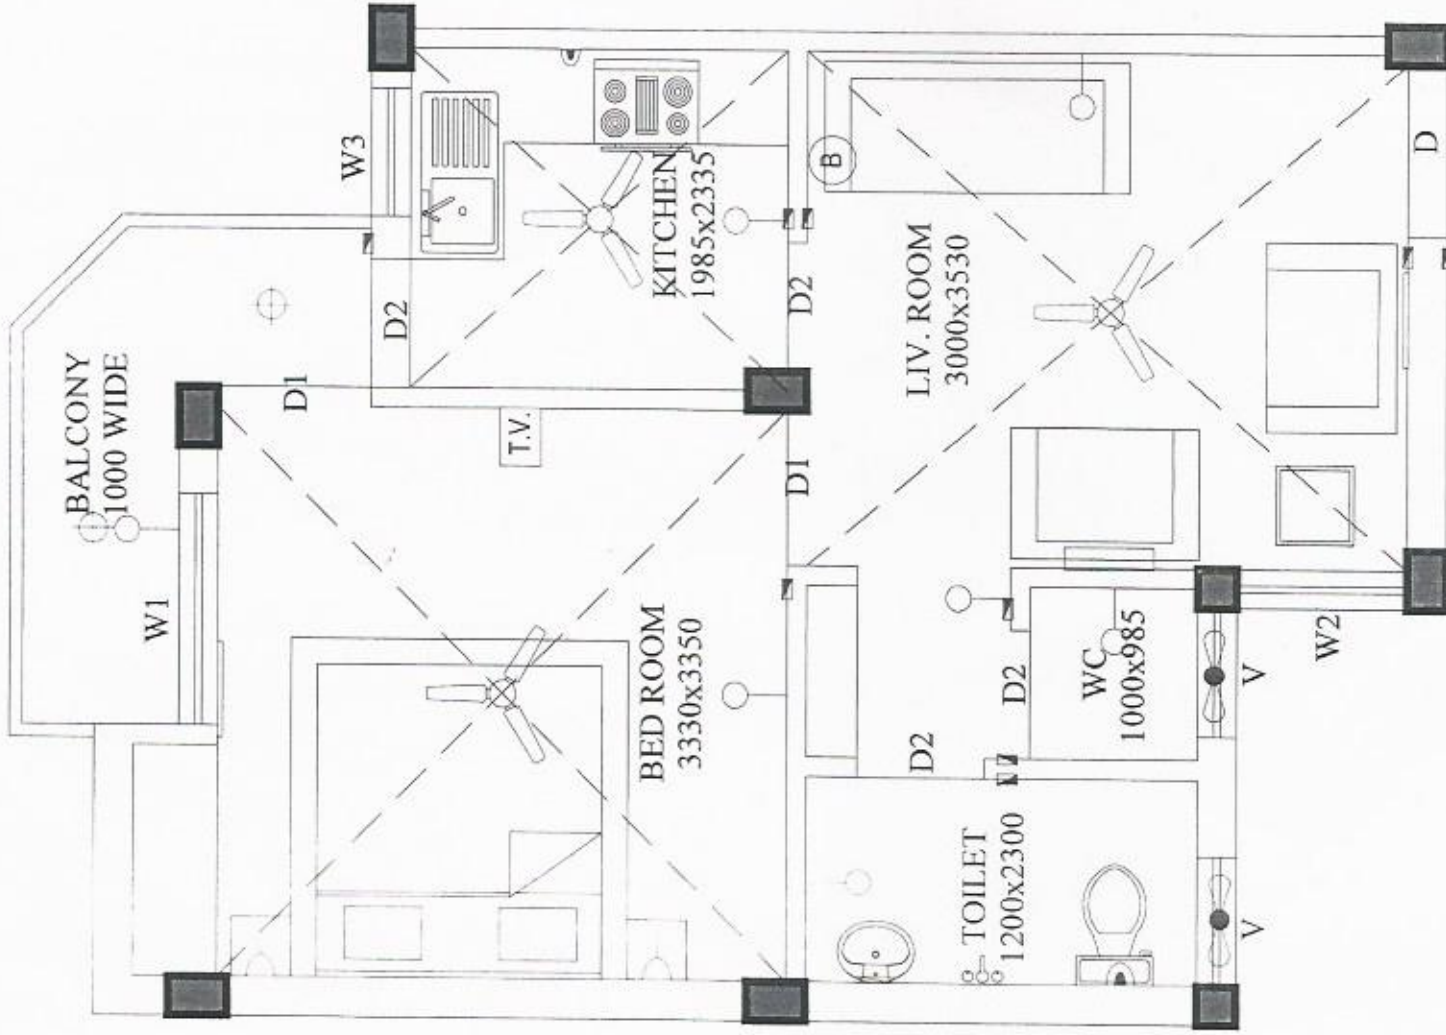 BALCONY
1000 WIDE
W1
D1
W3
D2
T.V.
KITCHEN
1985x2335
D2
B
LIV. ROOM
3000x3530
D
D1
BED ROOM
3330x3350
D2
D2
WC
1000x985
W2
V
TOILET
1200x2300
V